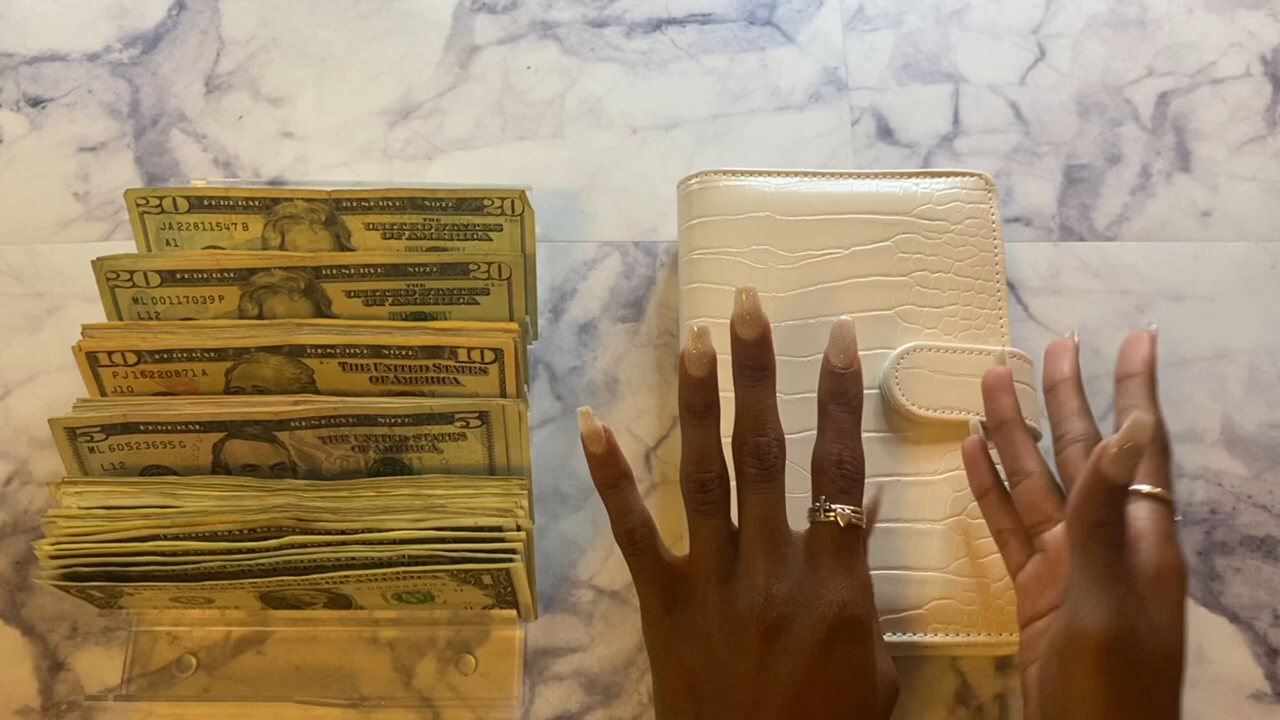 20 FEDERAL RESERVE NOTE 20
JA 22811547 B
THE
UNITED STATES
OF AMERICA
A1
20 FEDERAL RESERVE NOTE 20
ML 00117039 P
THE
UNITED STATES
OF AMERICA
L12
10 FEDERAL RESERVE NOTE 10
PJ16220871 A
THE UNITED STATES
OF AMERICA
J10
5 FEDERAL RESERVE NOTE 5
ML 60523695 G
THE UNITED STATES
OF AMERICA
L12
1